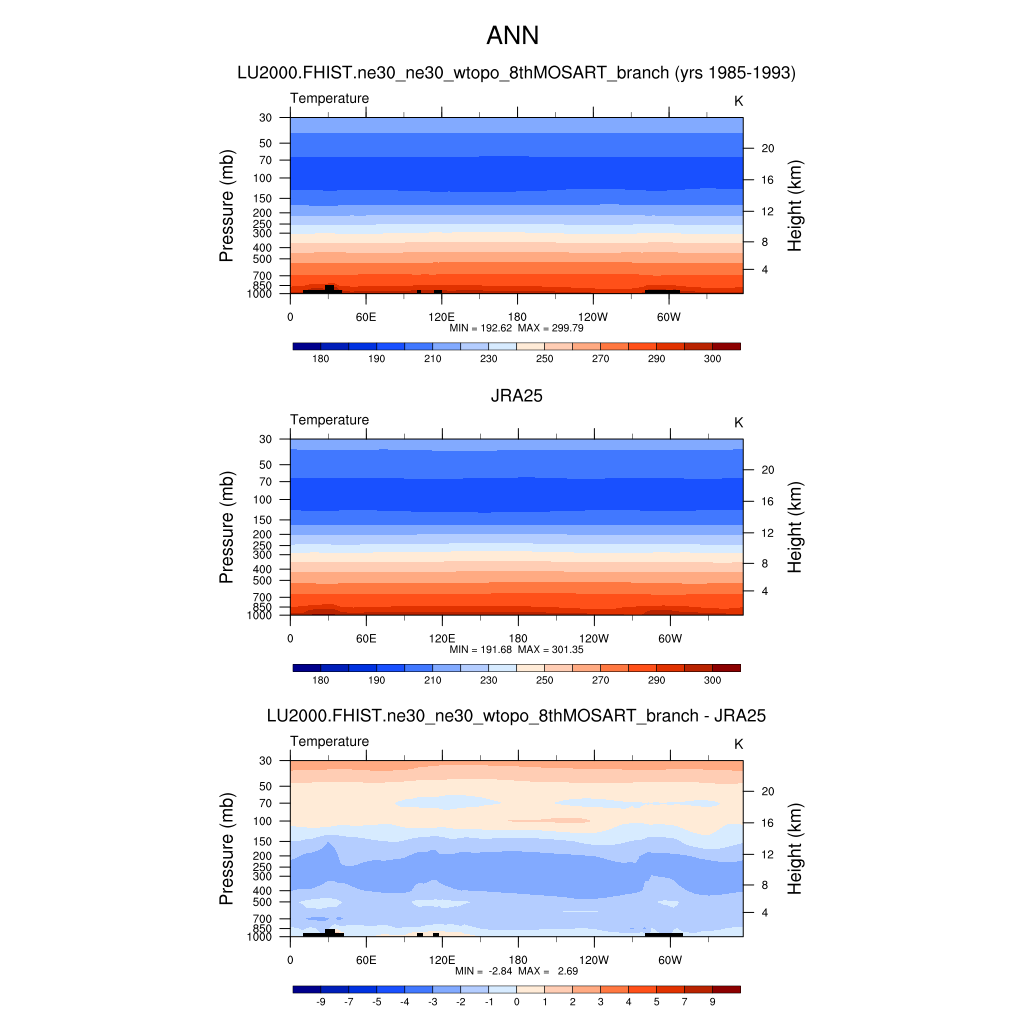 ANN
LU2000.FHIST.ne30_ne30_wtopo_8thMOSART_branch (yrs 1985-1993)
Temperature K
30
50
70
100
150
200
250
300
400
500
700
850
1000
Pressure (mb)
20
16
12
8
4
Height (km)
0 60E 120E 180 120W 60W
MIN = 192.62 MAX = 299.79
180 190 210 230 250 270 290 300
JRA25
Temperature K
30
50
70
100
150
200
250
300
400
500
700
850
1000
Pressure (mb)
20
16
12
8
4
Height (km)
0 60E 120E 180 120W 60W
MIN = 191.68 MAX = 301.35
180 190 210 230 250 270 290 300
LU2000.FHIST.ne30_ne30_wtopo_8thMOSART_branch - JRA25
Temperature K
30
50
70
100
150
200
250
300
400
500
700
850
1000
Pressure (mb)
20
16
12
8
4
Height (km)
0 60E 120E 180 120W 60W
MIN = -2.84 MAX = 2.69
-9 -7 -5 -4 -3 -2 -1 0 1 2 3 4 5 7 9